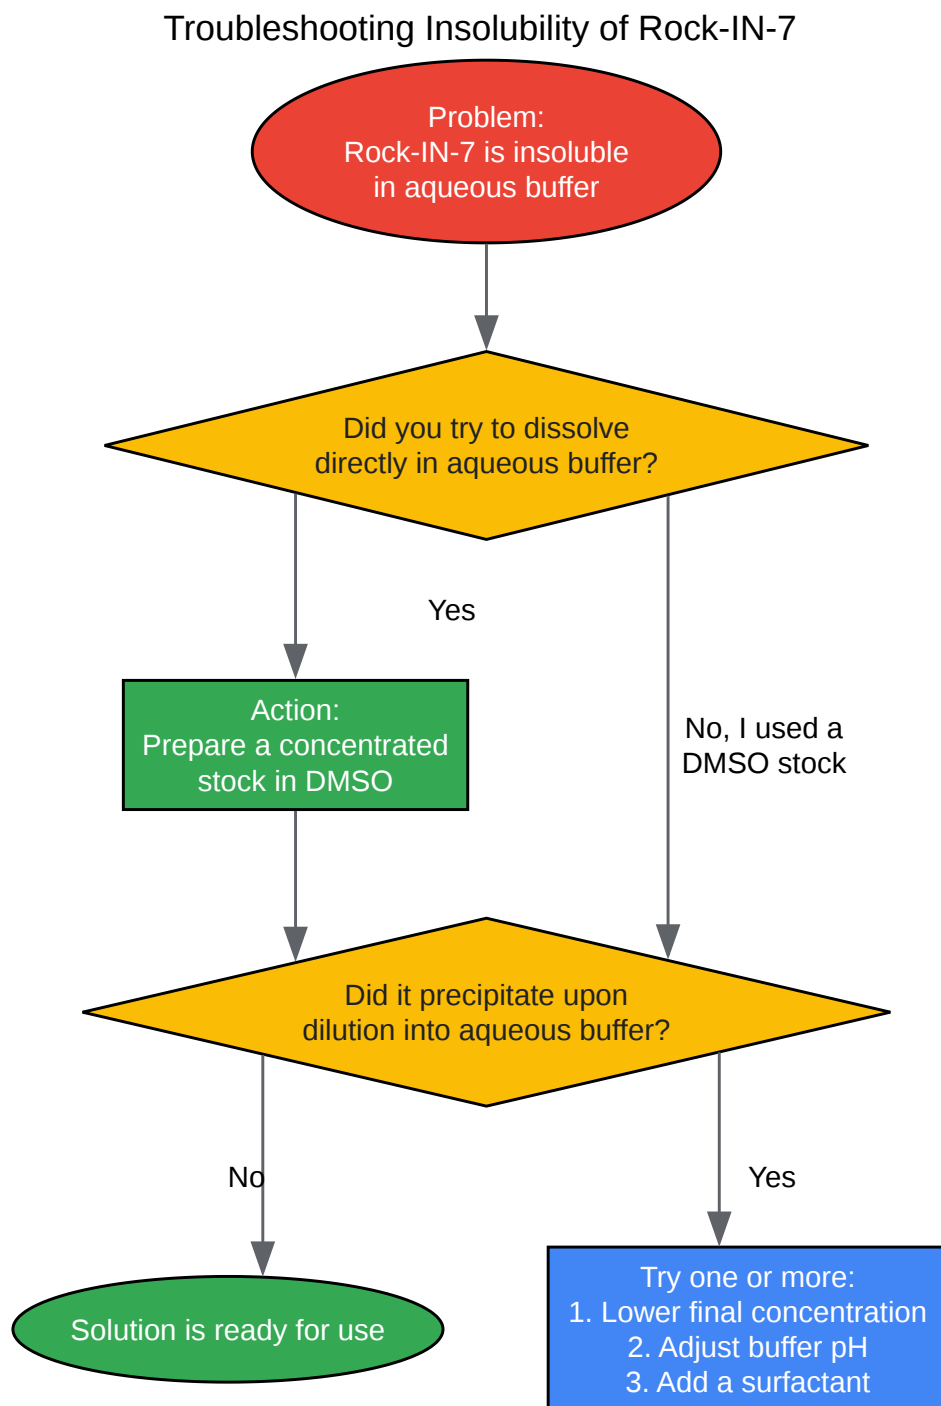 Troubleshooting Insolubility of Rock-IN-7
Problem:
Rock-IN-7 is insoluble
in aqueous buffer
Did you try to dissolve
directly in aqueous buffer?
Yes
Action:
Prepare a concentrated
stock in DMSO
No, I used a
DMSO stock
Did it precipitate upon
dilution into aqueous buffer?
No
Yes
Solution is ready for use
Try one or more:
1. Lower final concentration
2. Adjust buffer pH
3. Add a surfactant